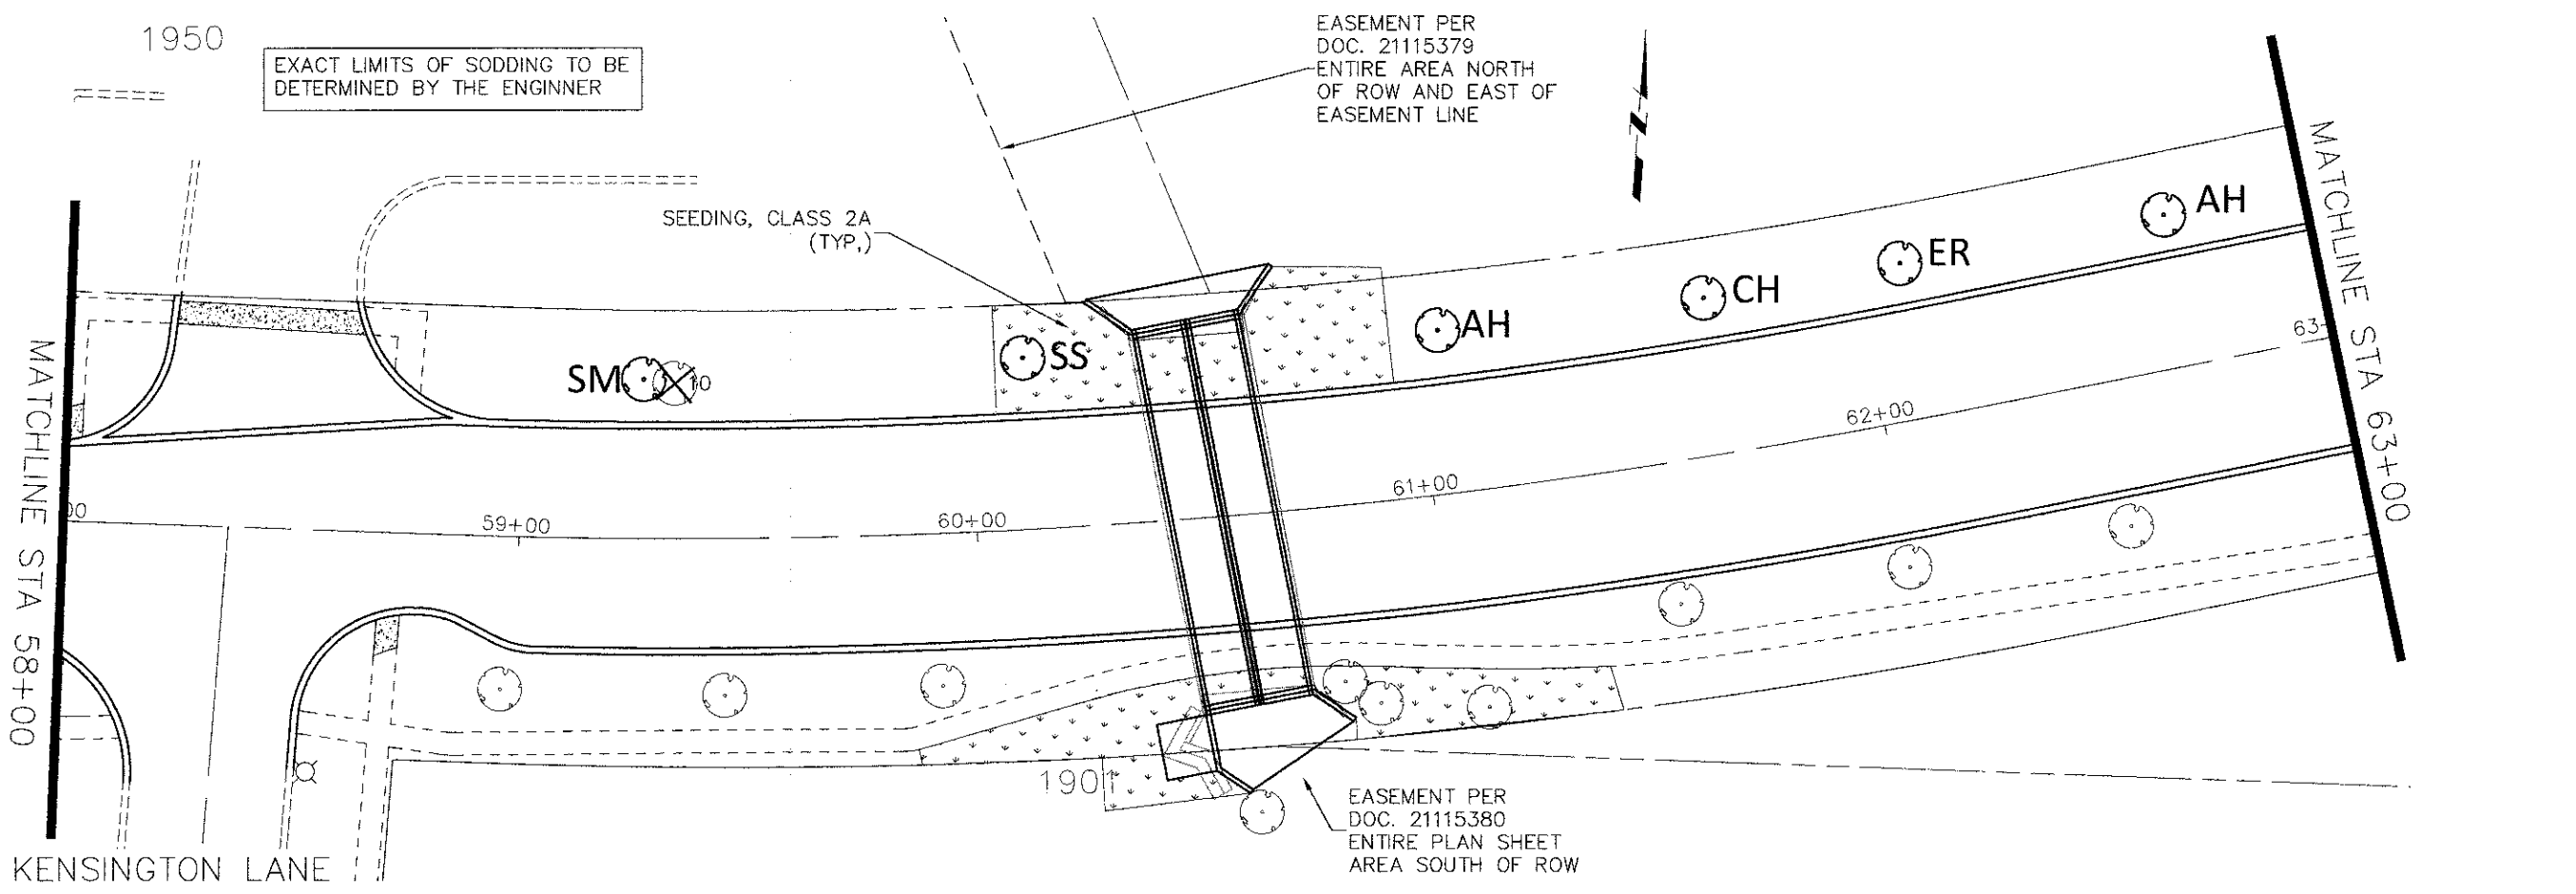 1950
EXACT LIMITS OF SODDING TO BE
DETERMINED BY THE ENGINNER
EASEMENT PER
DOC. 21115379
ENTIRE AREA NORTH
OF ROW AND EAST OF
EASEMENT LINE
SEEDING, CLASS 2A
(TYP.)
MATCHLINE STA 58+00
MATCHLINE STA 63+00
SM
10
SS
AH
CH
ER
AH
00
59+00
60+00
61+00
62+00
63+
1901
EASEMENT PER
DOC. 21115380
ENTIRE PLAN SHEET
AREA SOUTH OF ROW
KENSINGTON LANE